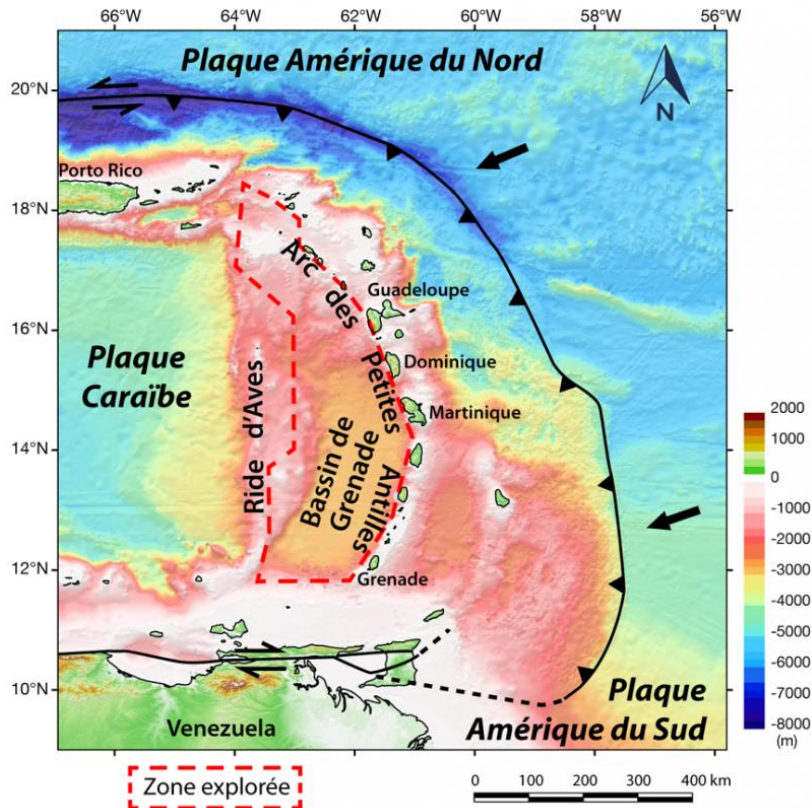 66°W 64°W 62°W 60°W 58°W 56°W
Plaque Amérique du Nord
20°N
N
Porto Rico
18°N
Arc des Petites Antilles
Guadeloupe
16°N
Plaque
Caraïbe
Dominique
Martinique
Ride d'Aves
Bassin de
Grenade
14°N
12°N
Grenade
10°N
Venezuela
Plaque
Amérique du Sud
2000
1000
0
-1000
-2000
-3000
-4000
-5000
-6000
-7000
-8000
(m)
Zone explorée
0 100 200 300 400 km